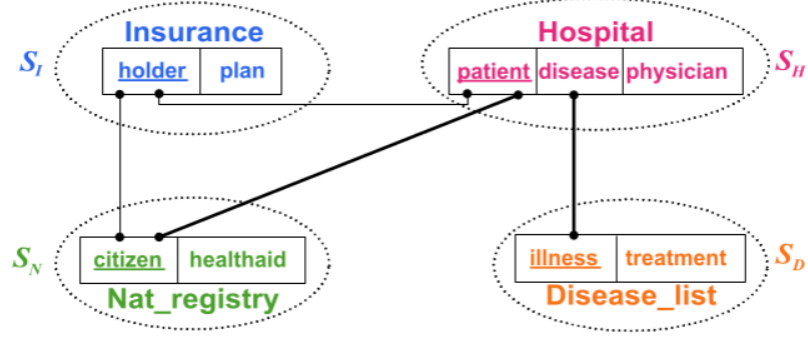 Insurance
Hospital
S_I
holder
plan
patient
disease
physician
S_H
S_N
citizen
healthaid
illness
treatment
S_D
Nat_registry
Disease_list